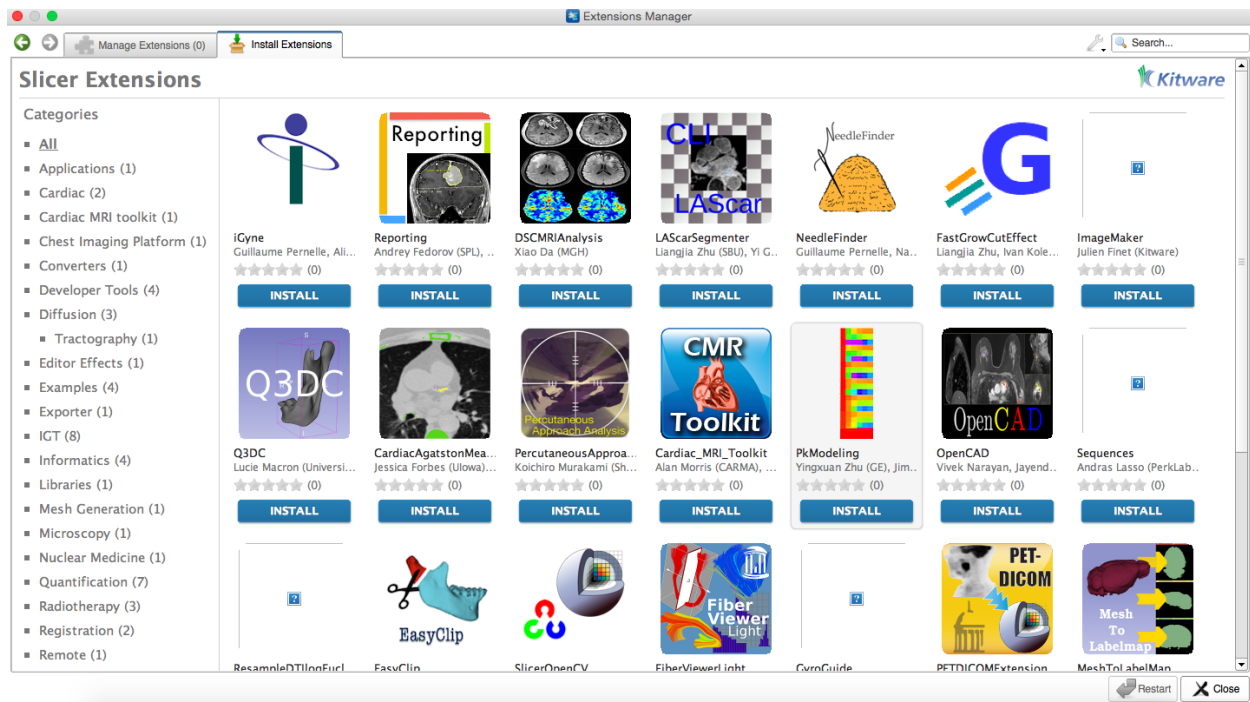 Extensions Manager
Manage Extensions (0)
Install Extensions
Search...
Slicer Extensions
Kitware
Categories
All
Applications (1)
Cardiac (2)
Cardiac MRI toolkit (1)
Chest Imaging Platform (1)
Converters (1)
Developer Tools (4)
Diffusion (3)
Tractography (1)
Editor Effects (1)
Examples (4)
Exporter (1)
IGT (8)
Informatics (4)
Libraries (1)
Mesh Generation (1)
Microscopy (1)
Nuclear Medicine (1)
Quantification (7)
Radiotherapy (3)
Registration (2)
Remote (1)
i
iGyne
Guillaume Pernelle, Ali...
(0)
INSTALL
Reporting
Reporting
Andrey Fedorov (SPL), ..
(0)
INSTALL
DSCMRIAnalysis
Xiao Da (MGH)
(0)
INSTALL
CLI
LAScar
LAScarSegmenter
Liangjia Zhu (SBU), Yi G..
(0)
INSTALL
NeedleFinder
NeedleFinder
Guillaume Pernelle, Na..
(0)
INSTALL
G
FastGrowCutEffect
Liangjia Zhu, Ivan Kole...
(0)
INSTALL
?
ImageMaker
Julien Finet (Kitware)
(0)
INSTALL
S
Q3DC
I
Q3DC
Lucie Macron (Universi...
(0)
INSTALL
CardiacAgatstonMea...
Jessica Forbes (UIowa)...
(0)
INSTALL
Percutaneous
Approach Analysis
PercutaneousApproa...
Koichiro Murakami (Sh...
(0)
INSTALL
CMR
Toolkit
Cardiac_MRI_Toolkit
Alan Morris (CARMA), ...
(0)
INSTALL
PkModeling
Yingxuan Zhu (GE), Jim..
(0)
INSTALL
OpenCAD
OpenCAD
Vivek Narayan, Jayend..
(0)
INSTALL
?
Sequences
Andras Lasso (PerkLab..
(0)
INSTALL
?
ResampleDTIlogEucl
EasyClip
EasyClip
SlicerOpenCV
Fiber
Viewer
Light
FiberViewerLight
?
GyroGuide
PET-
DICOM
PETDICOMExtension
Mesh
To
Labelmap
MeshToLabelMap
Restart
Close